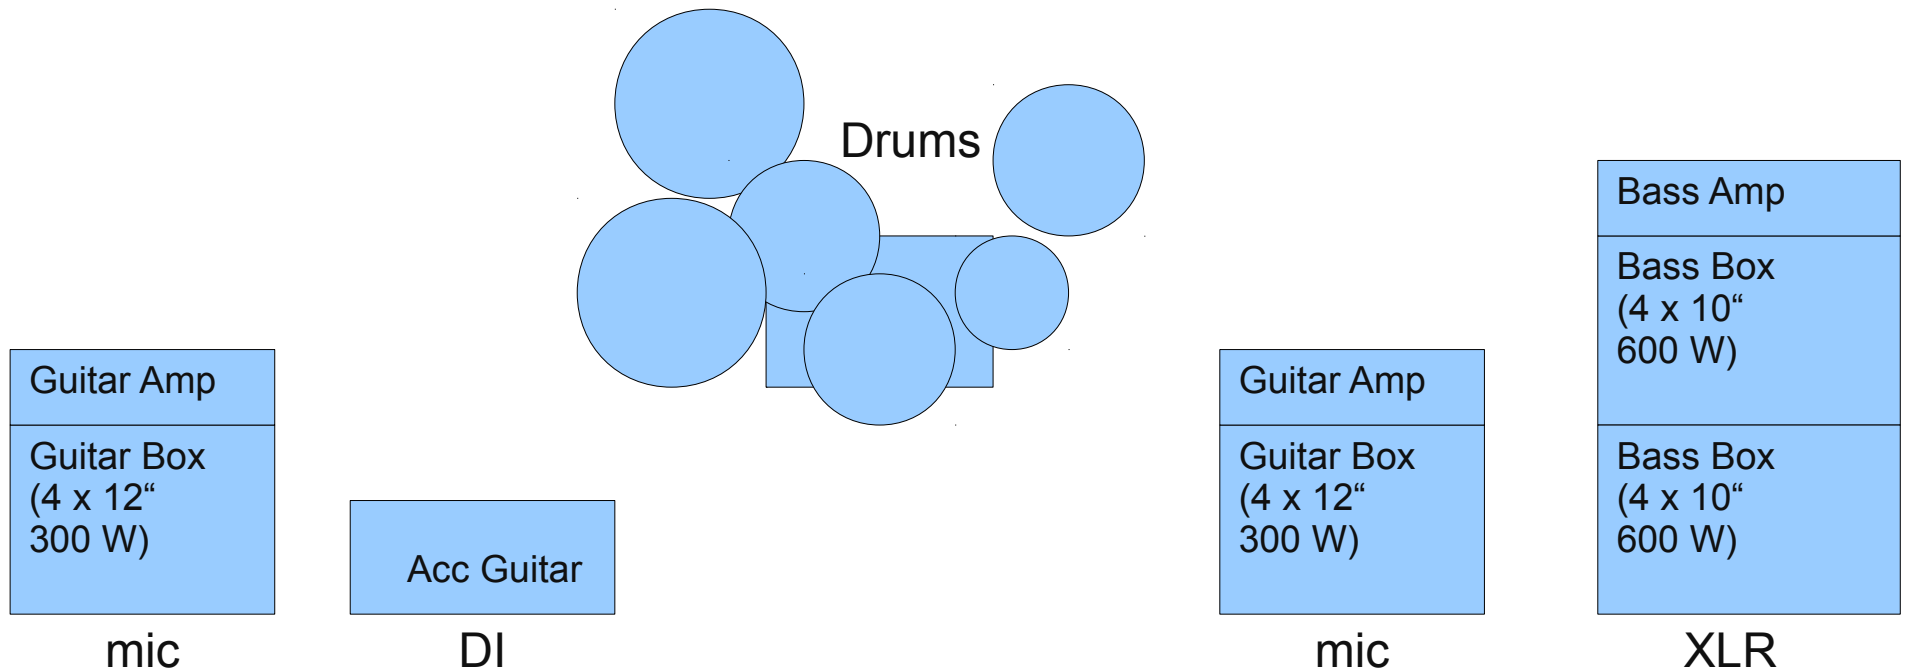 Drums
Guitar Amp
Guitar Box
(4 x 12“
300 W)
mic
Acc Guitar
DI
Guitar Amp
Guitar Box
(4 x 12“
300 W)
mic
Bass Amp
Bass Box
(4 x 10“
600 W)
Bass Box
(4 x 10“
600 W)
XLR